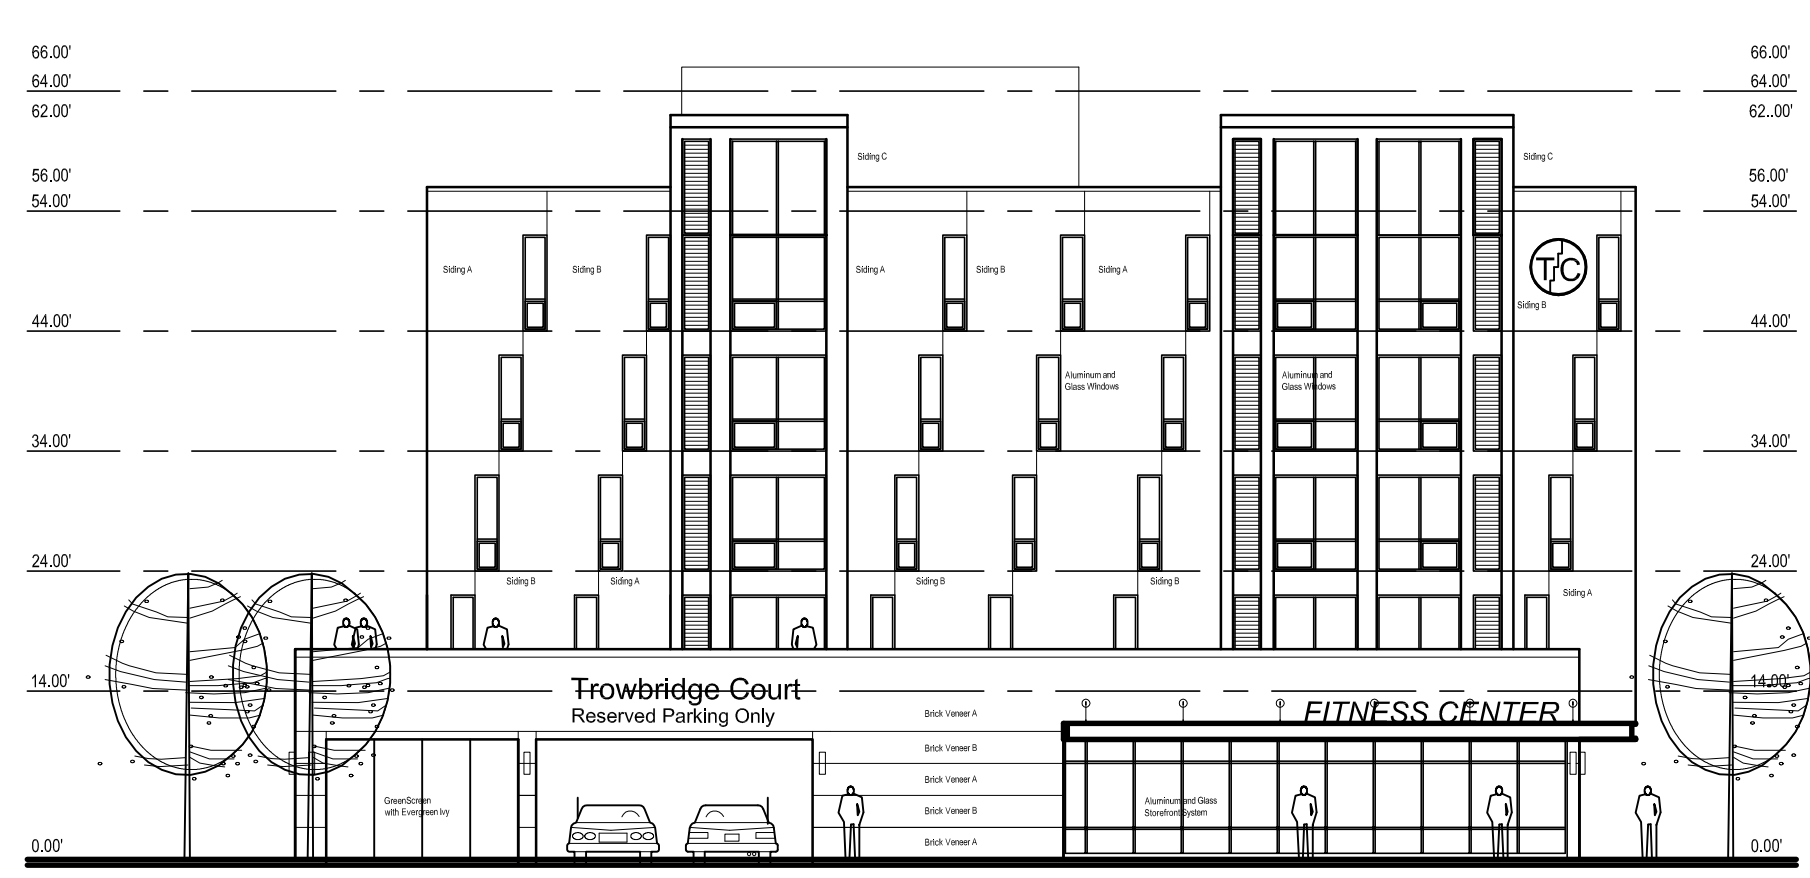 66.00' 66.00'
64.00' 64.00'
62.00' 62..00'
Siding C Siding C
56.00' 56.00'
54.00' 54.00'
Siding A Siding B Siding A Siding B Siding A
T C
Siding B
44.00' 44.00'
Aluminum and Aluminum and
Glass Windows Glass Windows
34.00' 34.00'
24.00' 24.00'
Siding B Siding A Siding B Siding B
Siding A
14.00' 14.00'
Trowbridge Court
Reserved Parking Only
FITNESS CENTER
Brick Veneer A
Brick Veneer B
Brick Veneer A
GreenScreen
with Evergreen Ivy
Aluminum and Glass
Storefront System
Brick Veneer B
Brick Veneer A
0.00' 0.00'